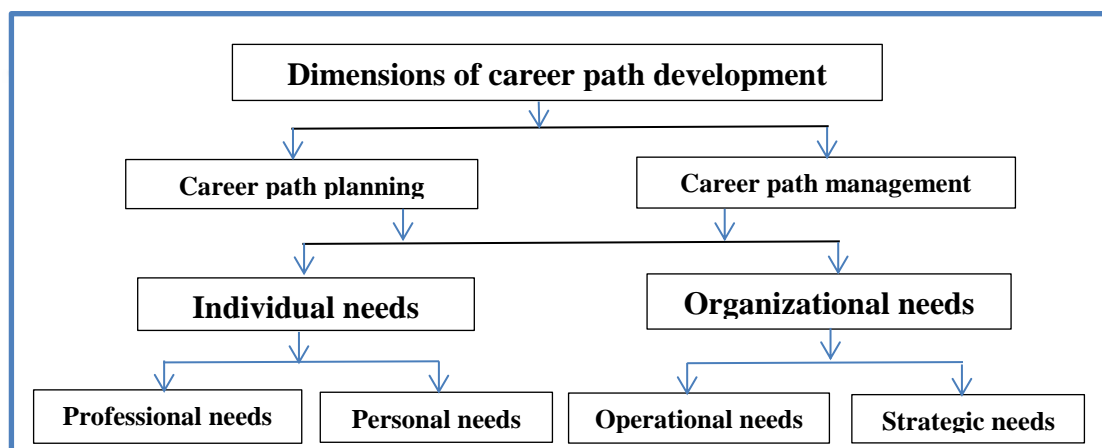 Dimensions of career path development
Career path planning
Career path management
Individual needs
Organizational needs
Professional needs
Personal needs
Operational needs
Strategic needs